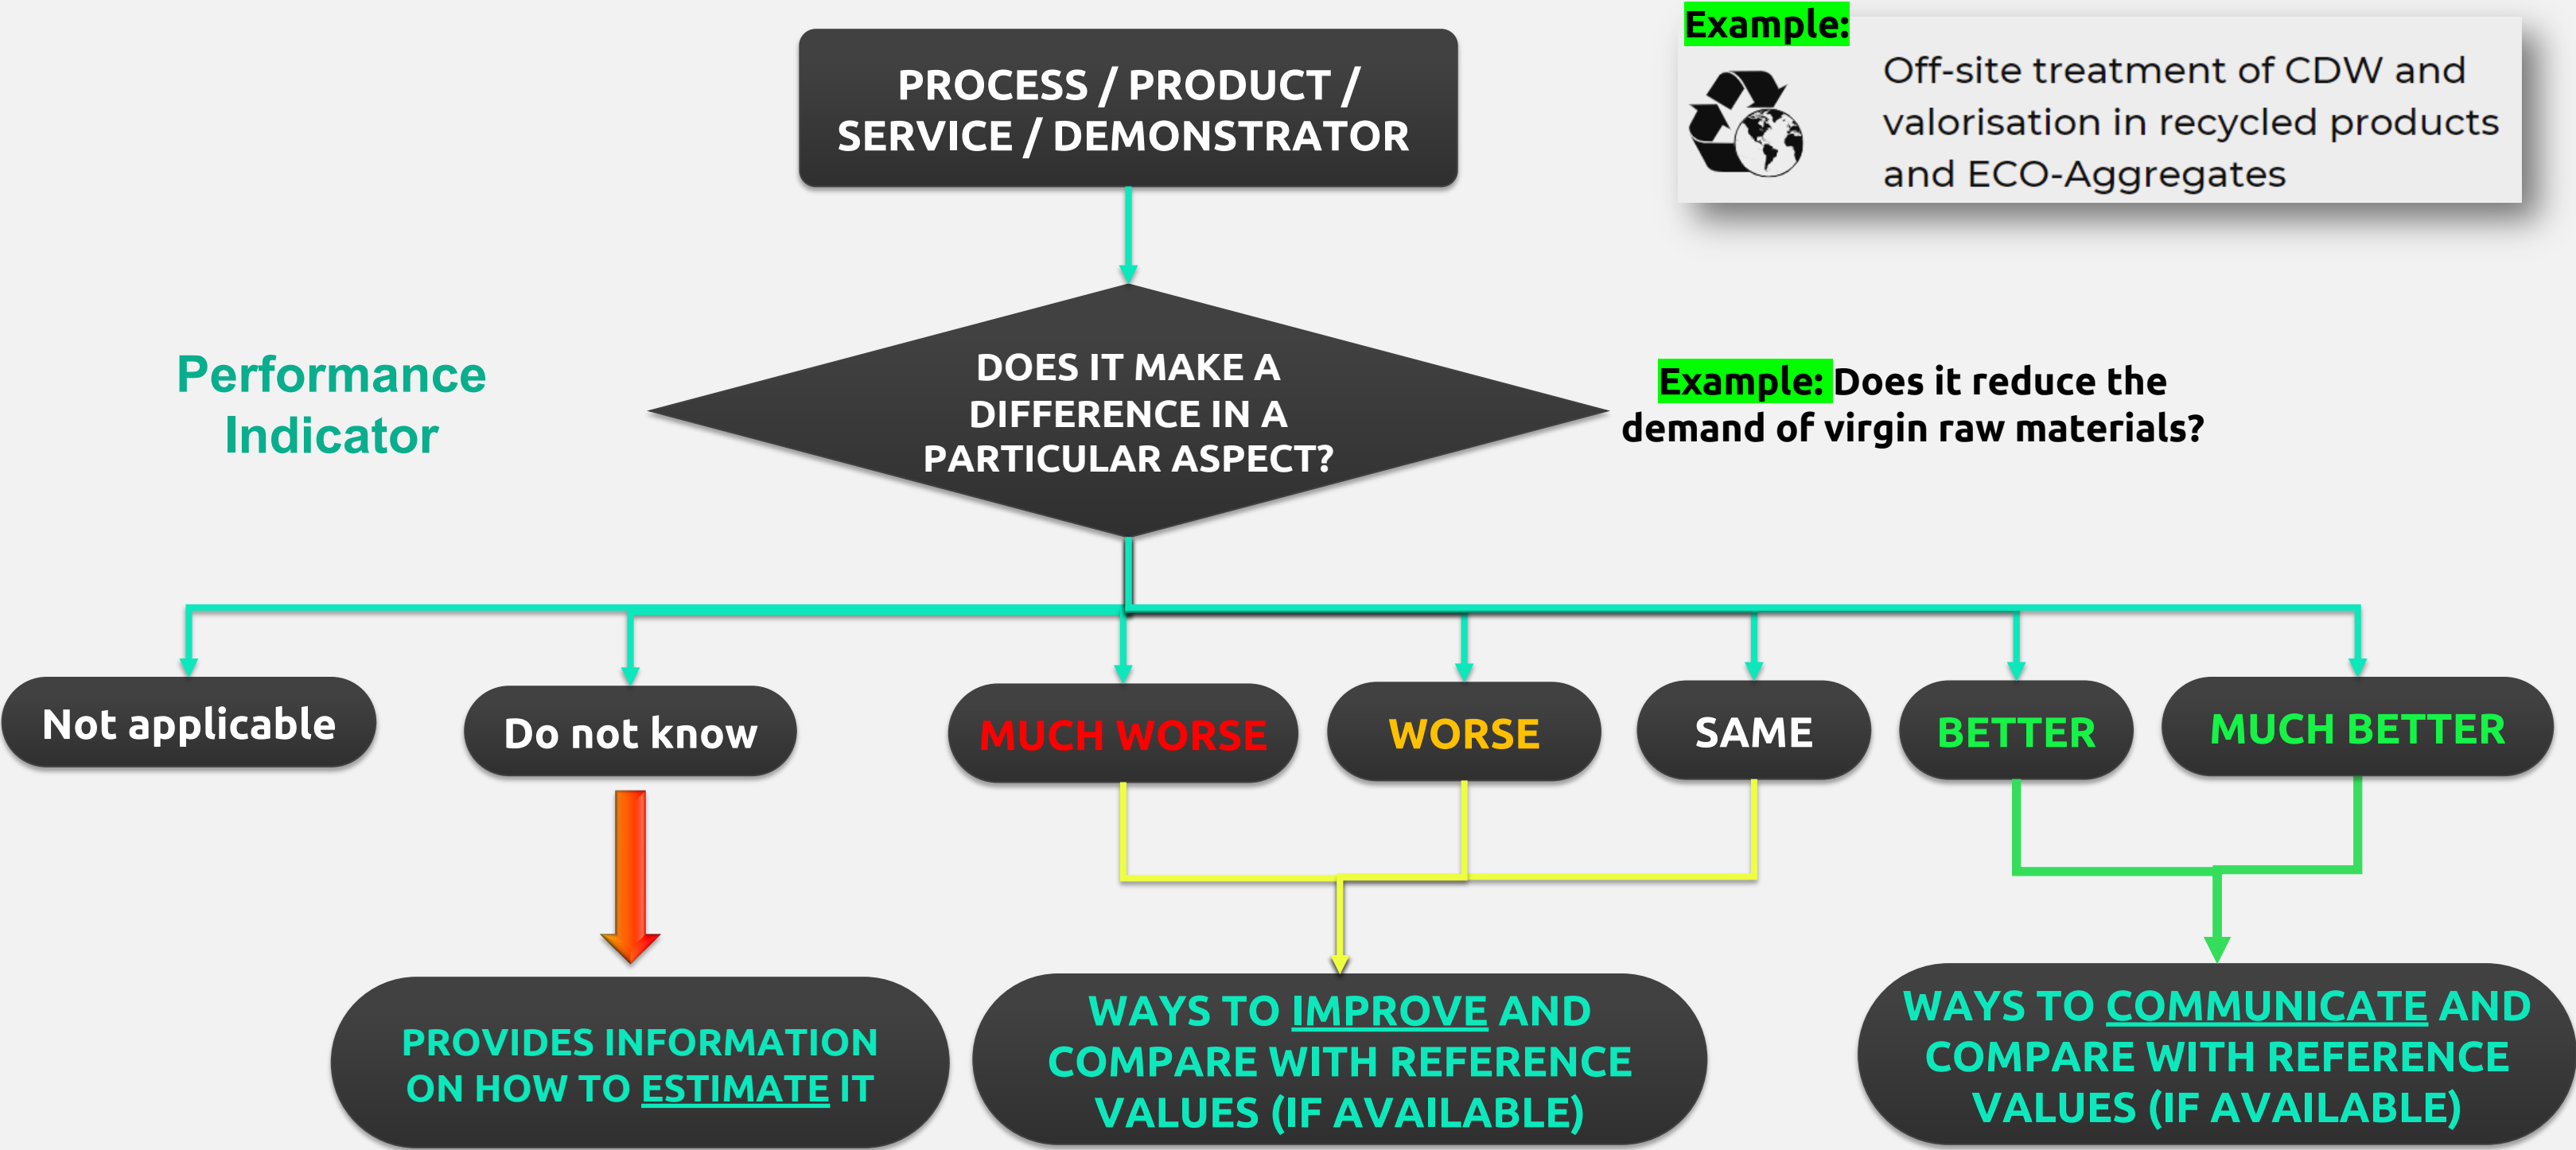 Example:
Off-site treatment of CDW and
valorisation in recycled products
and ECO-Aggregates
PROCESS / PRODUCT /
SERVICE / DEMONSTRATOR
Performance
Indicator
DOES IT MAKE A
DIFFERENCE IN A
PARTICULAR ASPECT?
Example: Does it reduce the
demand of virgin raw materials?
Not applicable
Do not know
MUCH WORSE
WORSE
SAME
BETTER
MUCH BETTER
PROVIDES INFORMATION
ON HOW TO ESTIMATE IT
WAYS TO IMPROVE AND
COMPARE WITH REFERENCE
VALUES (IF AVAILABLE)
WAYS TO COMMUNICATE AND
COMPARE WITH REFERENCE
VALUES (IF AVAILABLE)